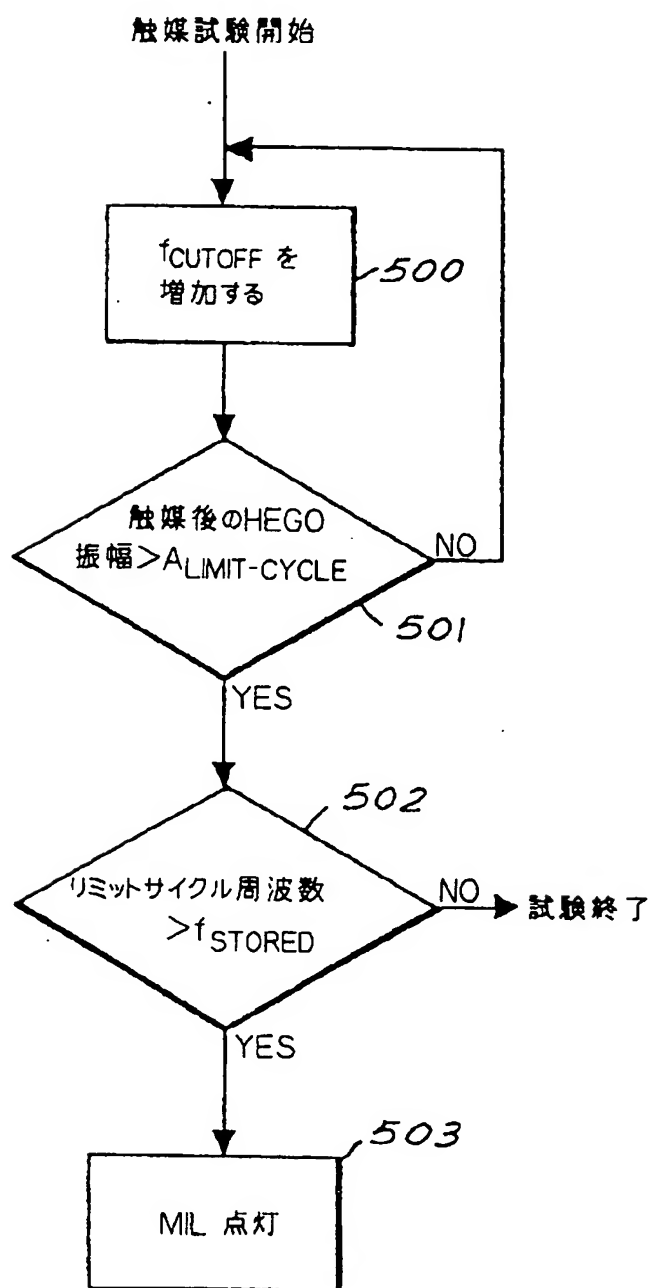 触媒試験開始
fCUTOFF を
増加する
500
触媒後のHEGO
振幅>ALIMIT-CYCLE
NO
501
YES
502
リミットサイクル周波数
>fSTORED
NO
試験終了
YES
503
MIL 点灯